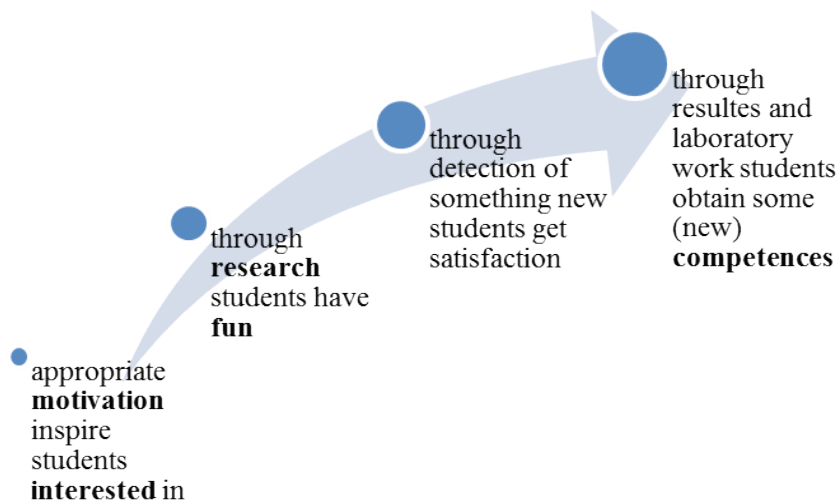 appropriate
motivation
inspire
students
interested in
through
research
students have
fun
through
detection of
something new
students get
satisfaction
through
resultes and
laboratory
work students
obtain some
(new)
competences